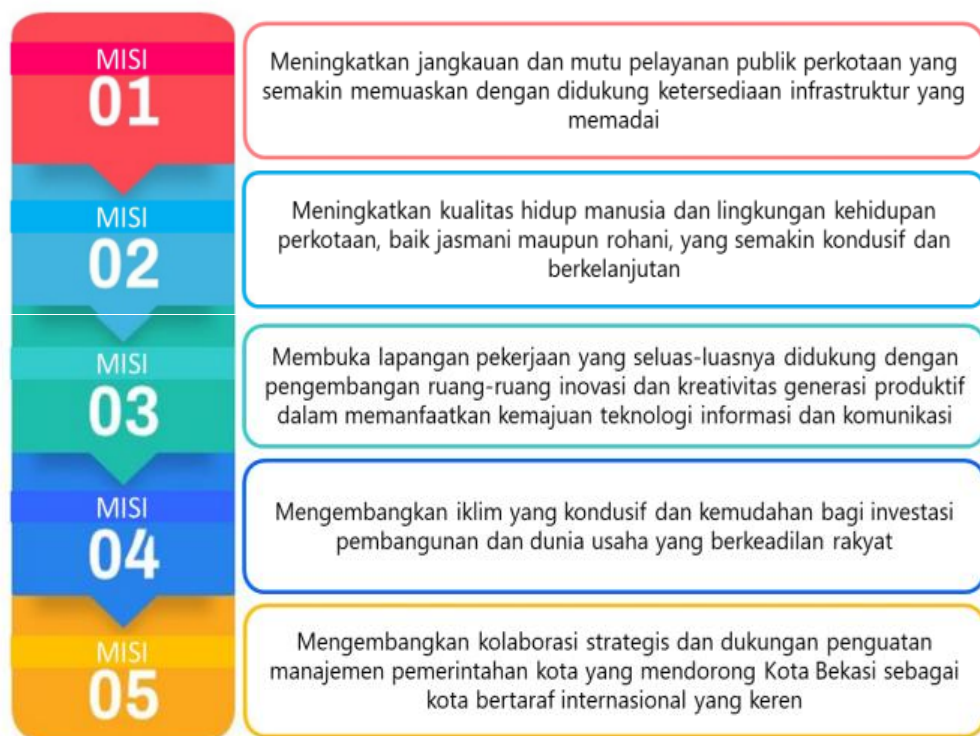 MISI
01
Meningkatkan jangkauan dan mutu pelayanan publik perkotaan yang
semakin memuaskan dengan didukung ketersediaan infrastruktur yang
memadai
MISI
02
Meningkatkan kualitas hidup manusia dan lingkungan kehidupan
perkotaan, baik jasmani maupun rohani, yang semakin kondusif dan
berkelanjutan
MISI
03
Membuka lapangan pekerjaan yang seluas-luasnya didukung dengan
pengembangan ruang-ruang inovasi dan kreativitas generasi produktif
dalam memanfaatkan kemajuan teknologi informasi dan komunikasi
MISI
04
Mengembangkan iklim yang kondusif dan kemudahan bagi investasi
pembangunan dan dunia usaha yang berkeadilan rakyat
MISI
05
Mengembangkan kolaborasi strategis dan dukungan penguatan
manajemen pemerintahan kota yang mendorong Kota Bekasi sebagai
kota bertaraf internasional yang keren